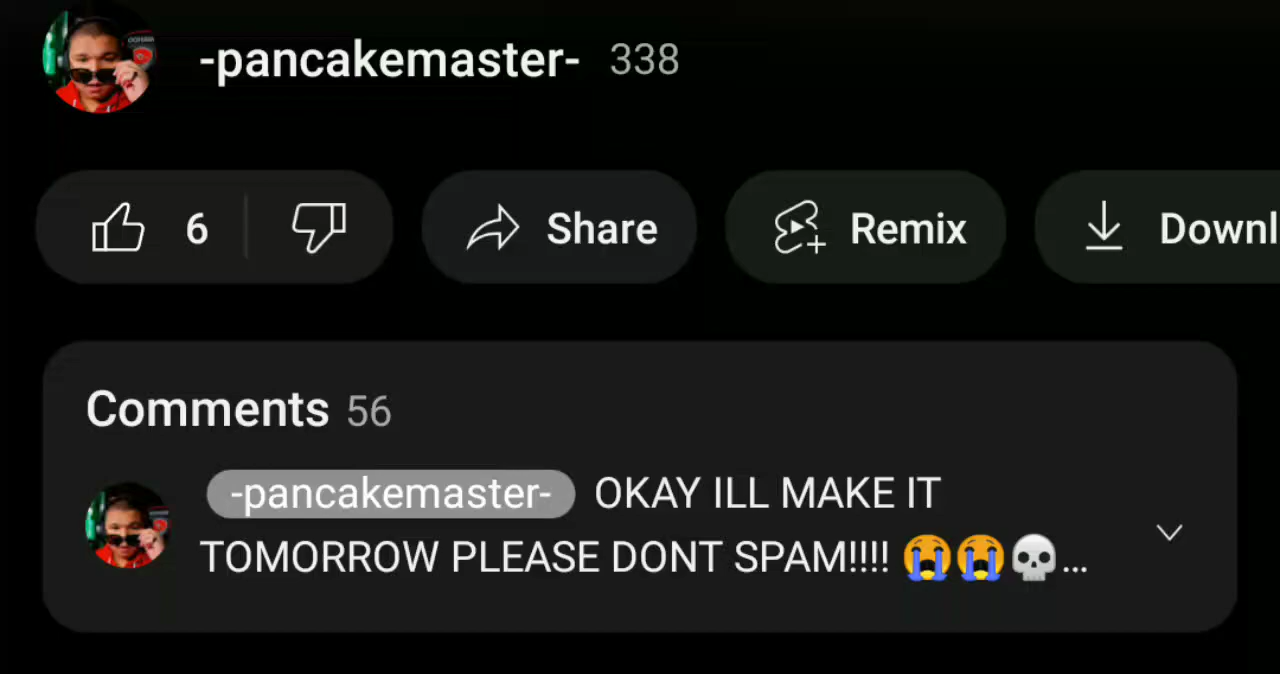 -pancakemaster- 338
6
Share
Remix
Downl
Comments 56
-pancakemaster- OKAY ILL MAKE IT
TOMORROW PLEASE DONT SPAM!!!! 😭😭💀...